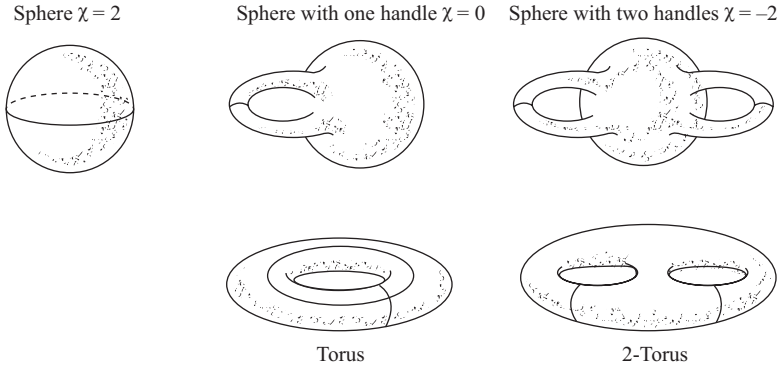 Sphere χ = 2
Sphere with one handle χ = 0
Sphere with two handles χ = –2
Torus
2-Torus